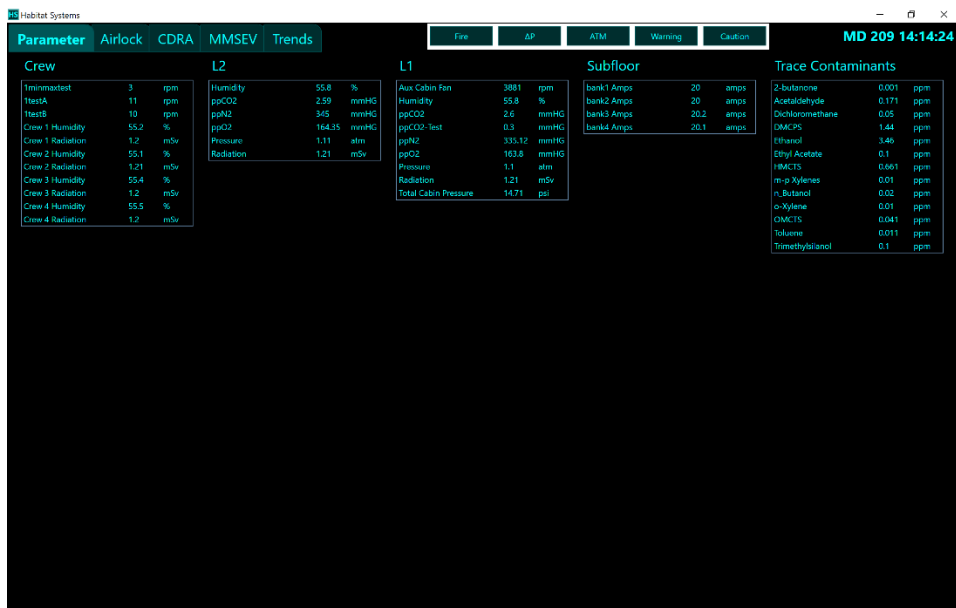 HS Habitat Systems
Parameter Airlock CDRA MMSEV Trends
Fire ΔP ATM Warning Caution
MD 209 14:14:24
Crew
1minmaxtest 3 rpm
1testA 11 rpm
1testB 10 rpm
Crew 1 Humidity 55.2 %
Crew 1 Radiation 1.2 mSv
Crew 2 Humidity 55.1 %
Crew 2 Radiation 1.21 mSv
Crew 3 Humidity 55.4 %
Crew 3 Radiation 1.2 mSv
Crew 4 Humidity 55.5 %
Crew 4 Radiation 1.2 mSv
L2
Humidity 55.8 %
ppCO2 2.59 mmHG
ppN2 345 mmHG
ppO2 164.35 mmHG
Pressure 1.11 atm
Radiation 1.21 mSv
L1
Aux Cabin Fan 3881 rpm
Humidity 55.8 %
ppCO2 2.6 mmHG
ppCO2-Test 0.3 mmHG
ppN2 335.12 mmHG
ppO2 163.8 mmHG
Pressure 1.1 atm
Radiation 1.21 mSv
Total Cabin Pressure 14.71 psi
Subfloor
bank1 Amps 20 amps
bank2 Amps 20 amps
bank3 Amps 20.2 amps
bank4 Amps 20.1 amps
Trace Contaminants
2-butanone 0.001 ppm
Acetaldehyde 0.171 ppm
Dichloromethane 0.05 ppm
DMCPS 1.44 ppm
Ethanol 3.46 ppm
Ethyl Acetate 0.1 ppm
HMCTS 0.661 ppm
m-p Xylenes 0.01 ppm
n_Butanol 0.02 ppm
o-Xylene 0.01 ppm
OMCTS 0.041 ppm
Toluene 0.011 ppm
Trimethylsilanol 0.1 ppm